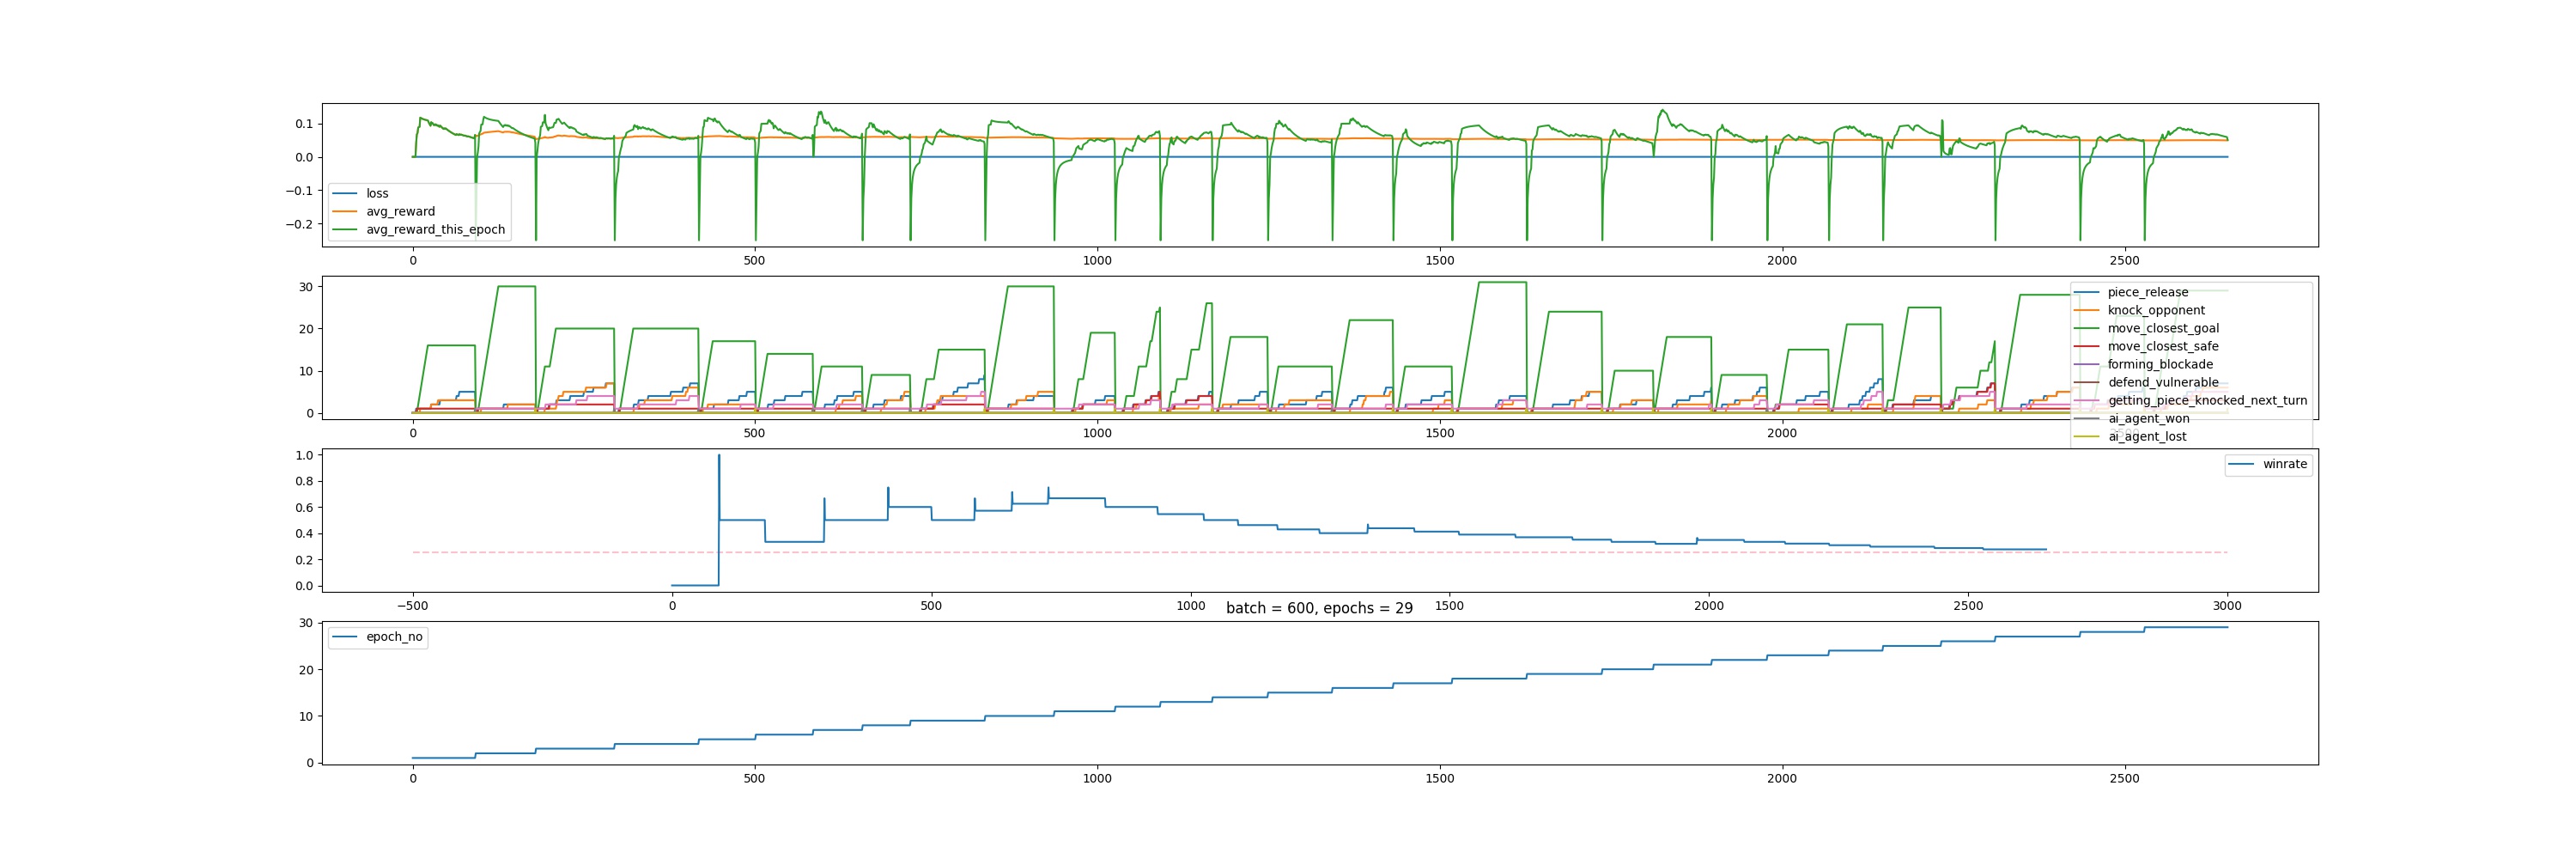 0.1
0.0
−0.1
−0.2
loss
avg_reward
avg_reward_this_epoch
0 500 1000 1500 2000 2500
30
20
10
0
piece_release
knock_opponent
move_closest_goal
move_closest_safe
forming_blockade
defend_vulnerable
getting_piece_knocked_next_turn
ai_agent_won
ai_agent_lost
0 500 1000 1500 2000 2500
1.0
0.8
0.6
0.4
0.2
0.0
winrate
−500 0 500 1000 1500 2000 2500 3000
batch = 600, epochs = 29
30
20
10
0
epoch_no
0 500 1000 1500 2000 2500